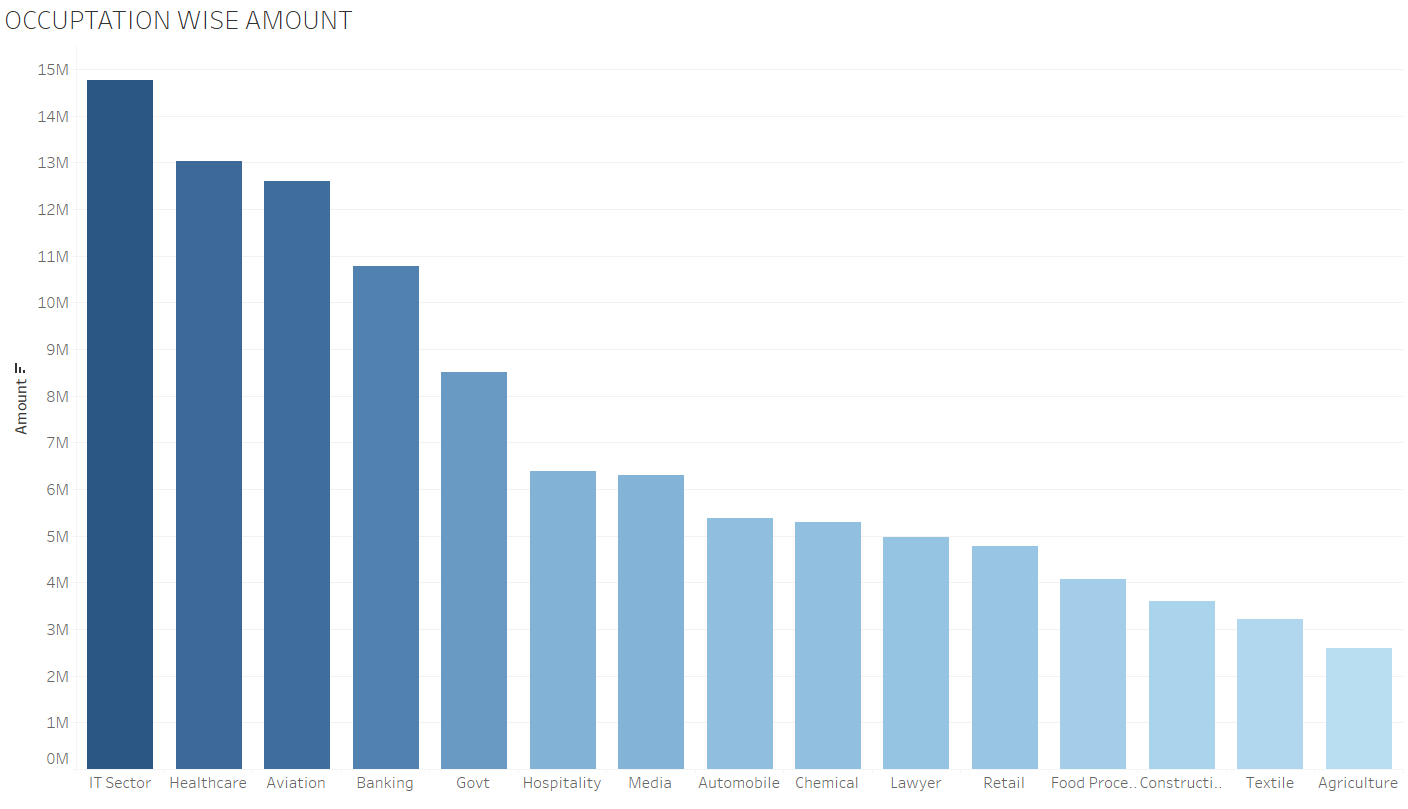 OCCUPTATION WISE AMOUNT
15M
14M
13M
12M
11M
10M
9M
8M
7M
6M
5M
4M
3M
2M
1M
0M
Amount
IT Sector Healthcare Aviation Banking Govt Hospitality Media Automobile Chemical Lawyer Retail Food Proce.. Constructi.. Textile Agriculture